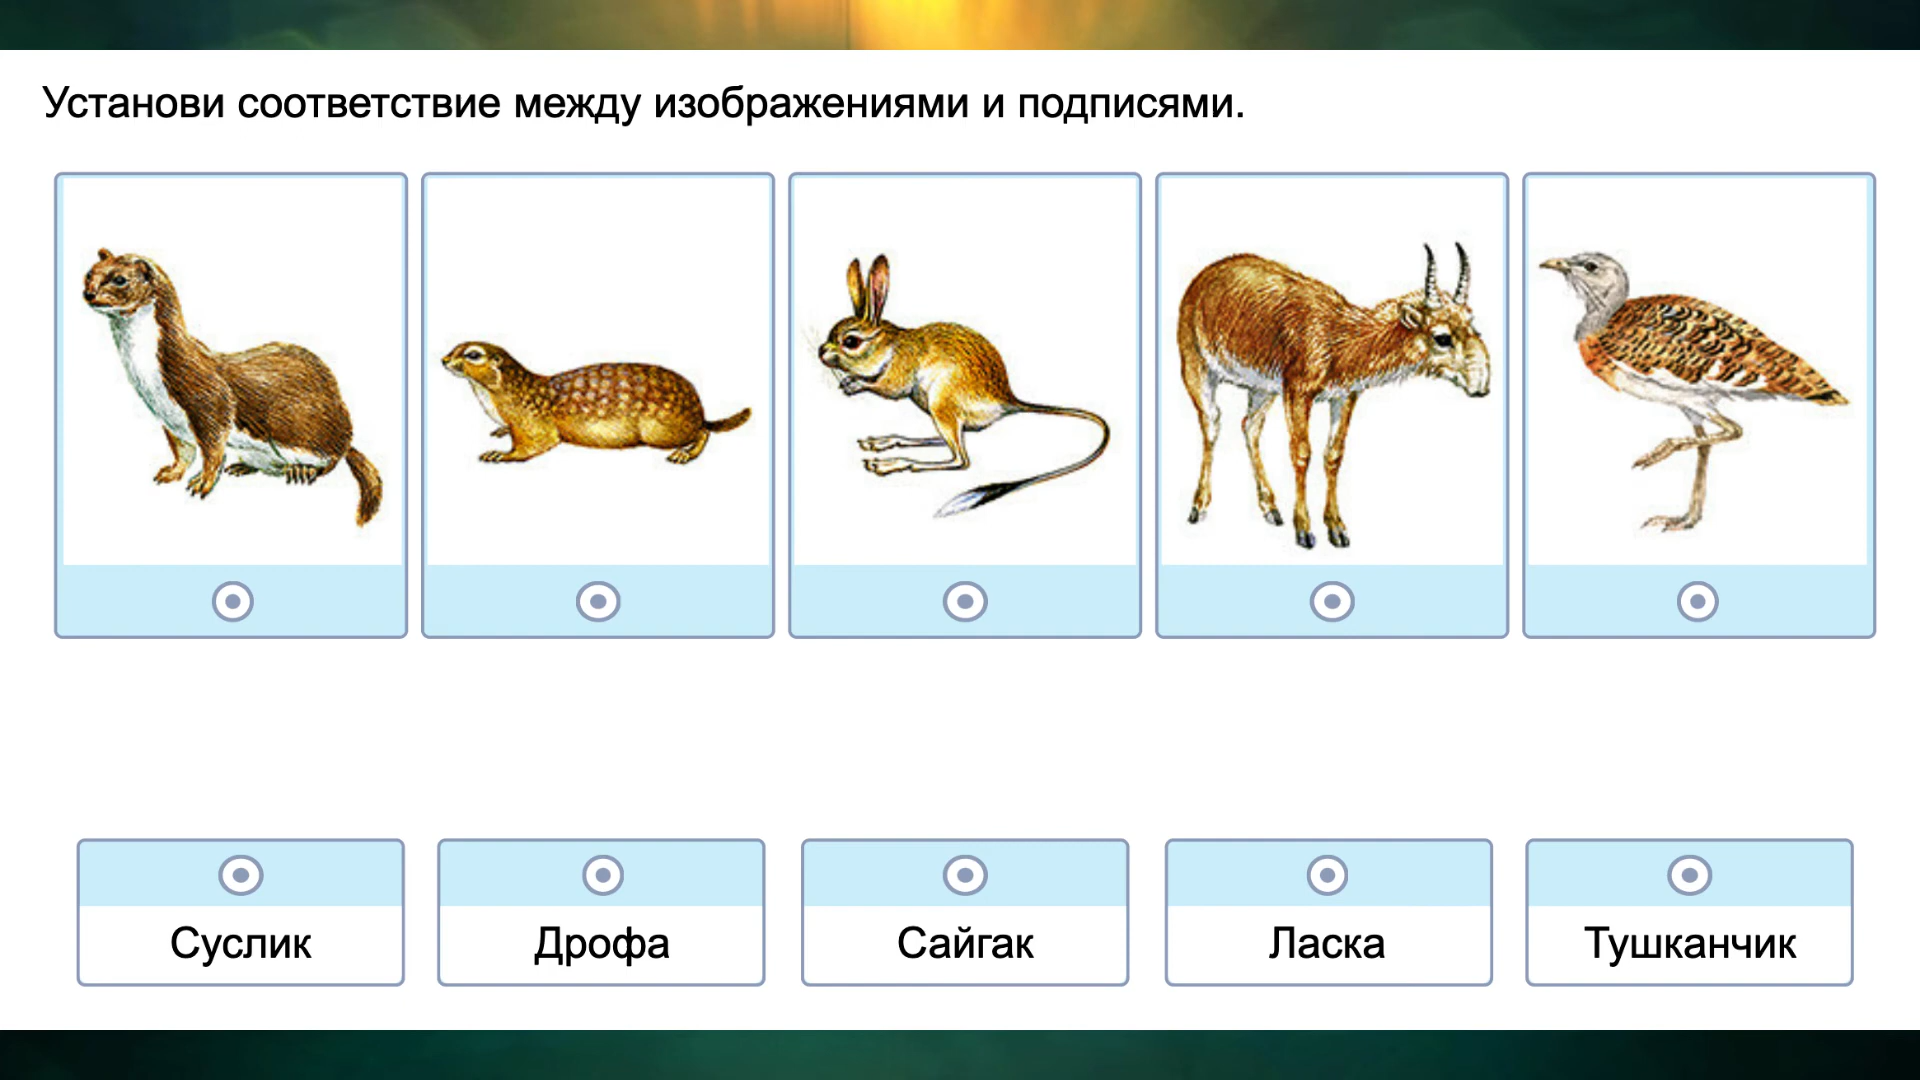 Установи соответствие между изображениями и подписями.
Суслик
Дрофа
Сайгак
Ласка
Тушканчик